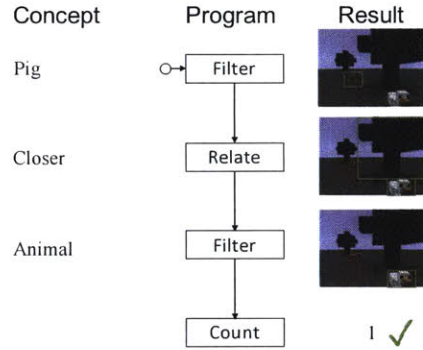 Concept Program Result
Pig Filter
Closer Relate
Animal Filter
Count 1